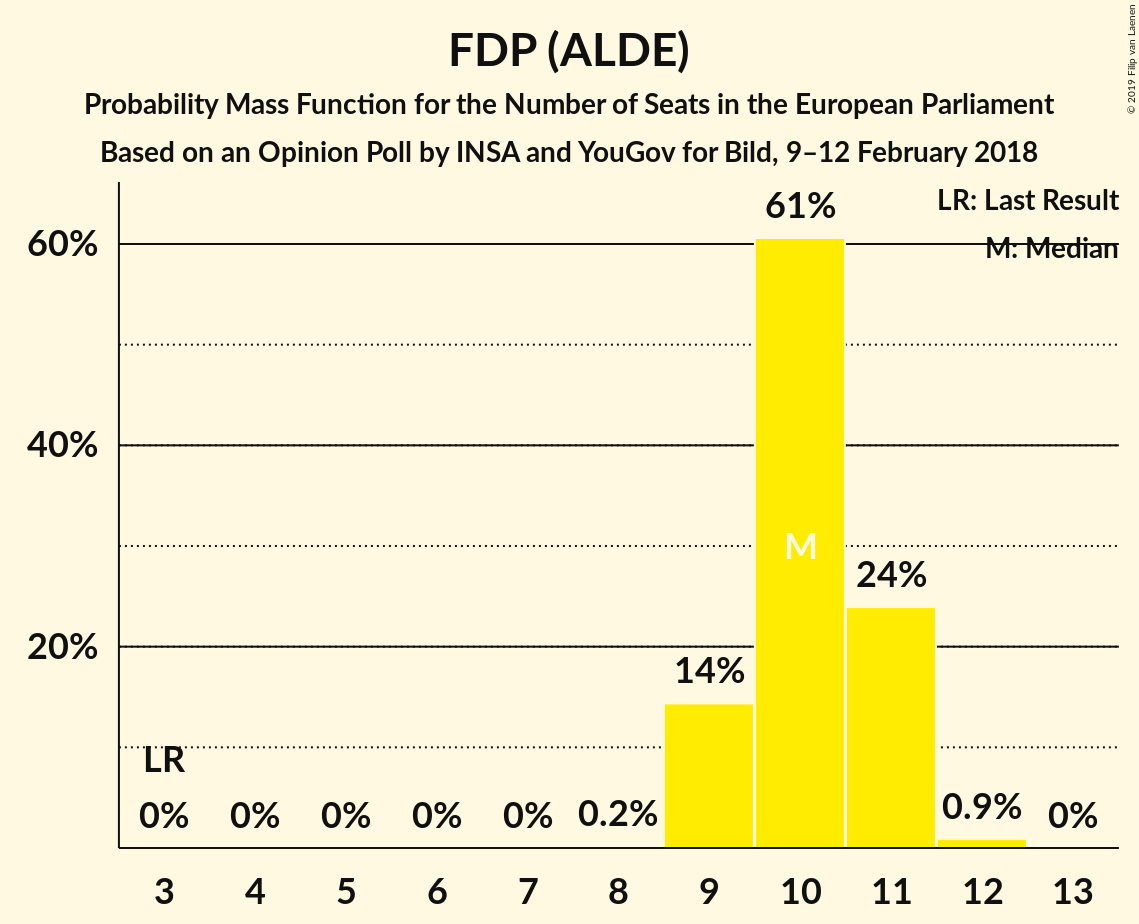 FDP (ALDE)
Probability Mass Function for the Number of Seats in the European Parliament
Based on an Opinion Poll by INSA and YouGov for Bild, 9–12 February 2018
© 2019 Filip van Laenen
LR: Last Result
M: Median
60%
40%
20%
LR
0%
0%
0%
0%
0%
0.2%
14%
61%
M
24%
0.9%
0%
3 4 5 6 7 8 9 10 11 12 13